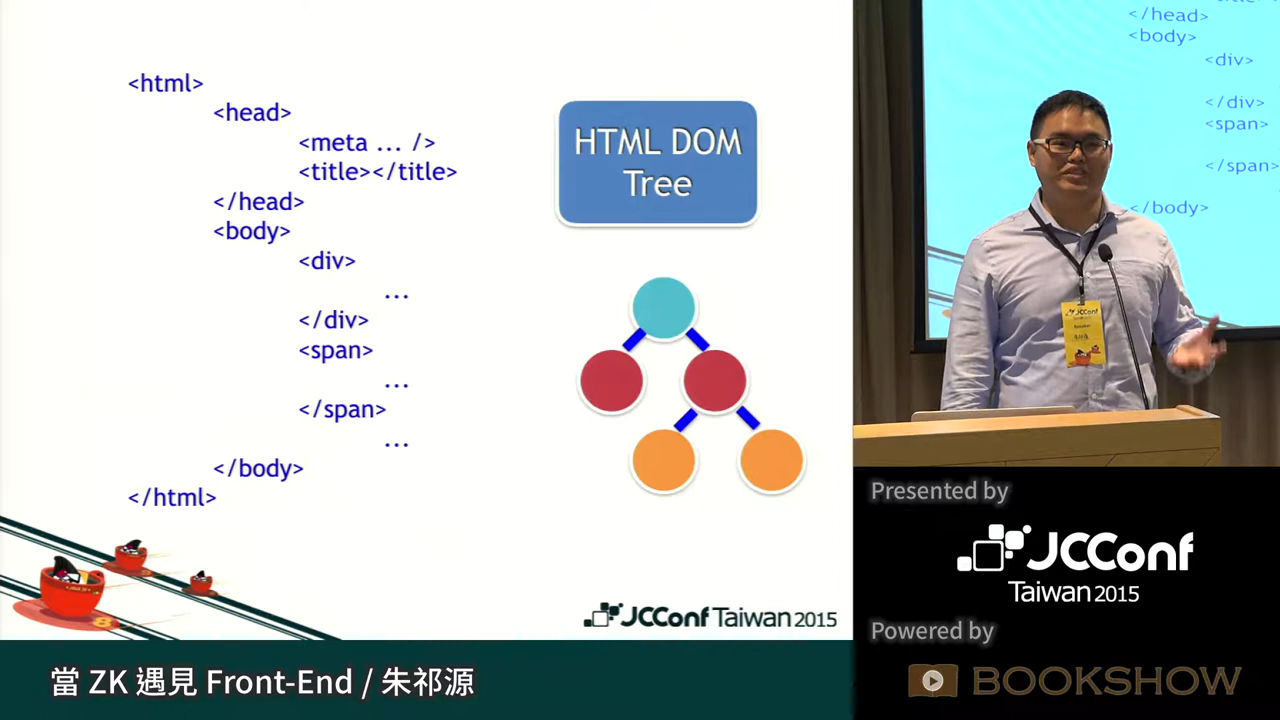 <html>
<head>
<meta ... />
<title></title>
</head>
<body>
<div>
...
</div>
<span>
...
</span>
...
</body>
</html>
HTML DOM
Tree
JCConf Taiwan 2015
</head>
<body>
<div>
</div>
<span>
</span>
</body>
JCConf
Speaker
Presented by
JCConf
Taiwan 2015
Powered by
BOOKSHOW
當 ZK 遇見 Front-End / 朱祁源